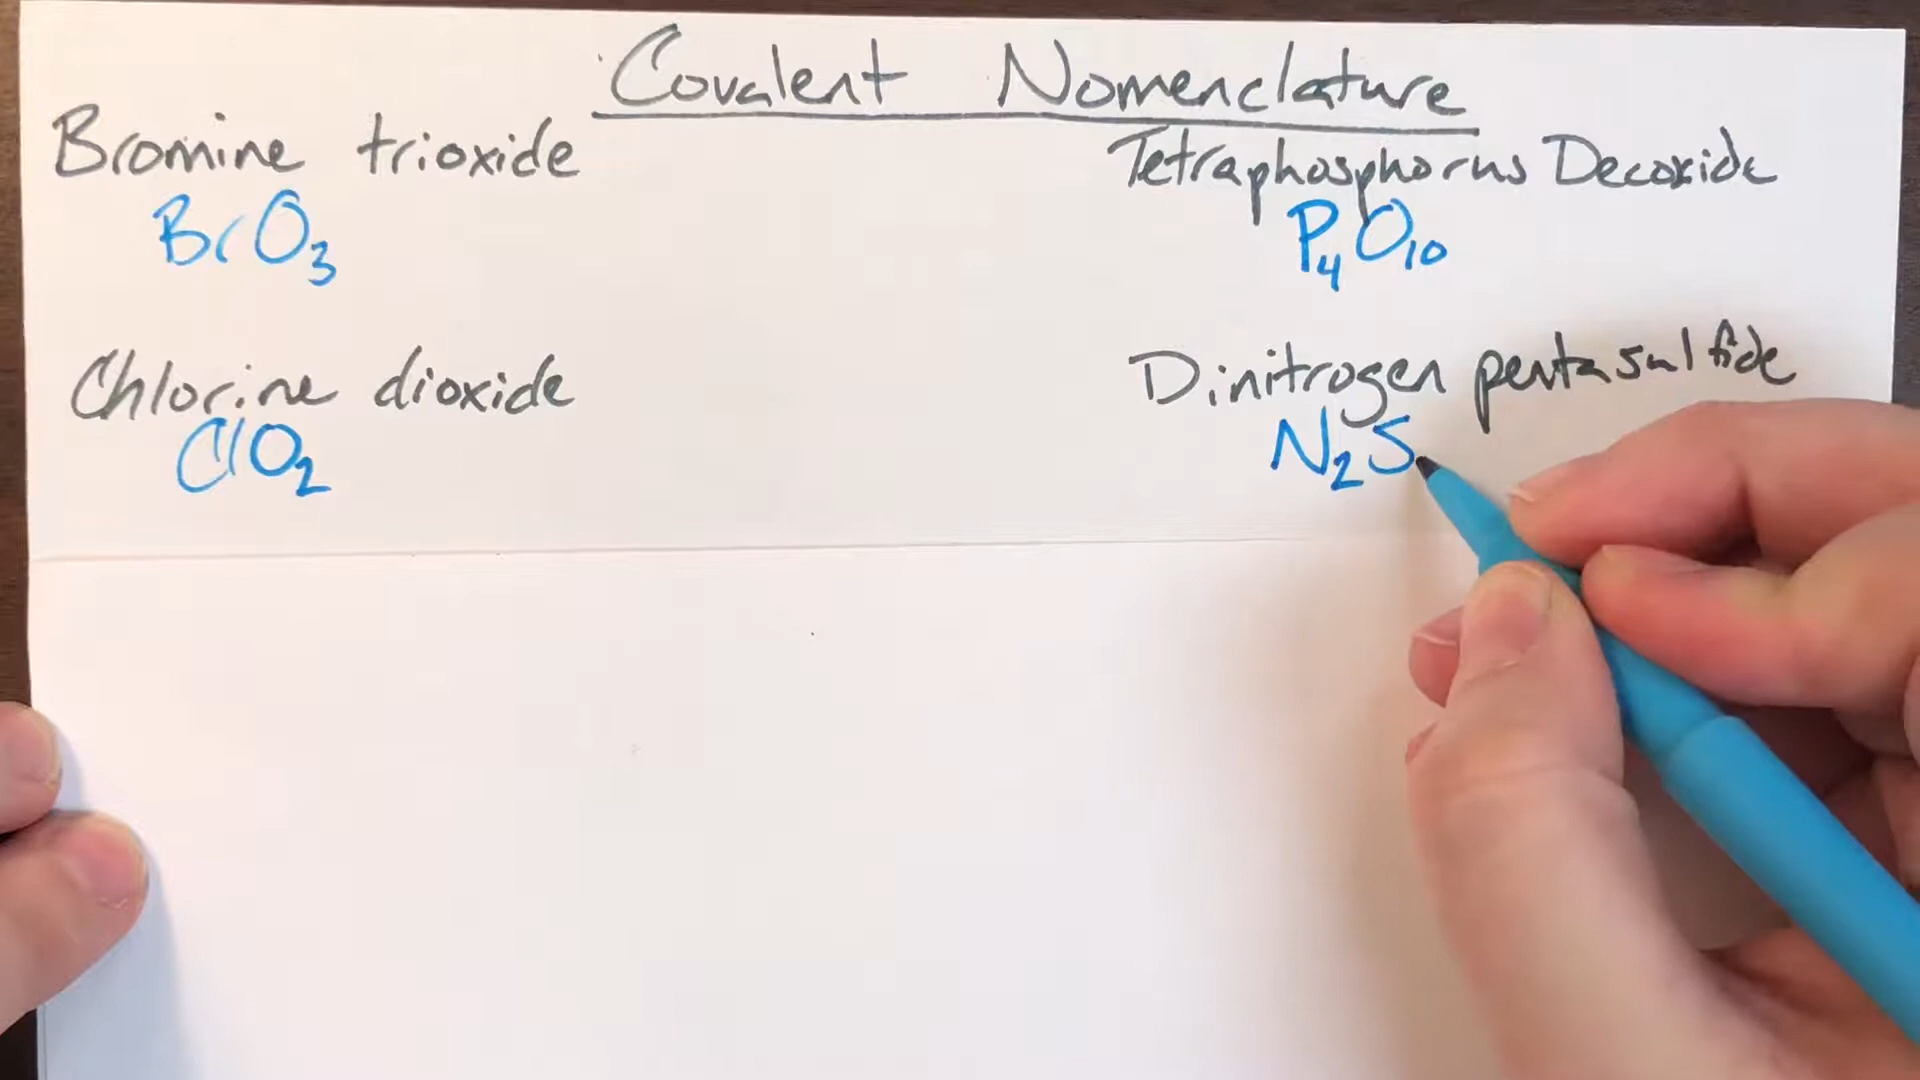 Covalent Nomenclature
Bromine trioxide
BrO3
Chlorine dioxide
ClO2
Tetraphosphorus Decoxide
P4O10
Dinitrogen pentasulfide
N2S